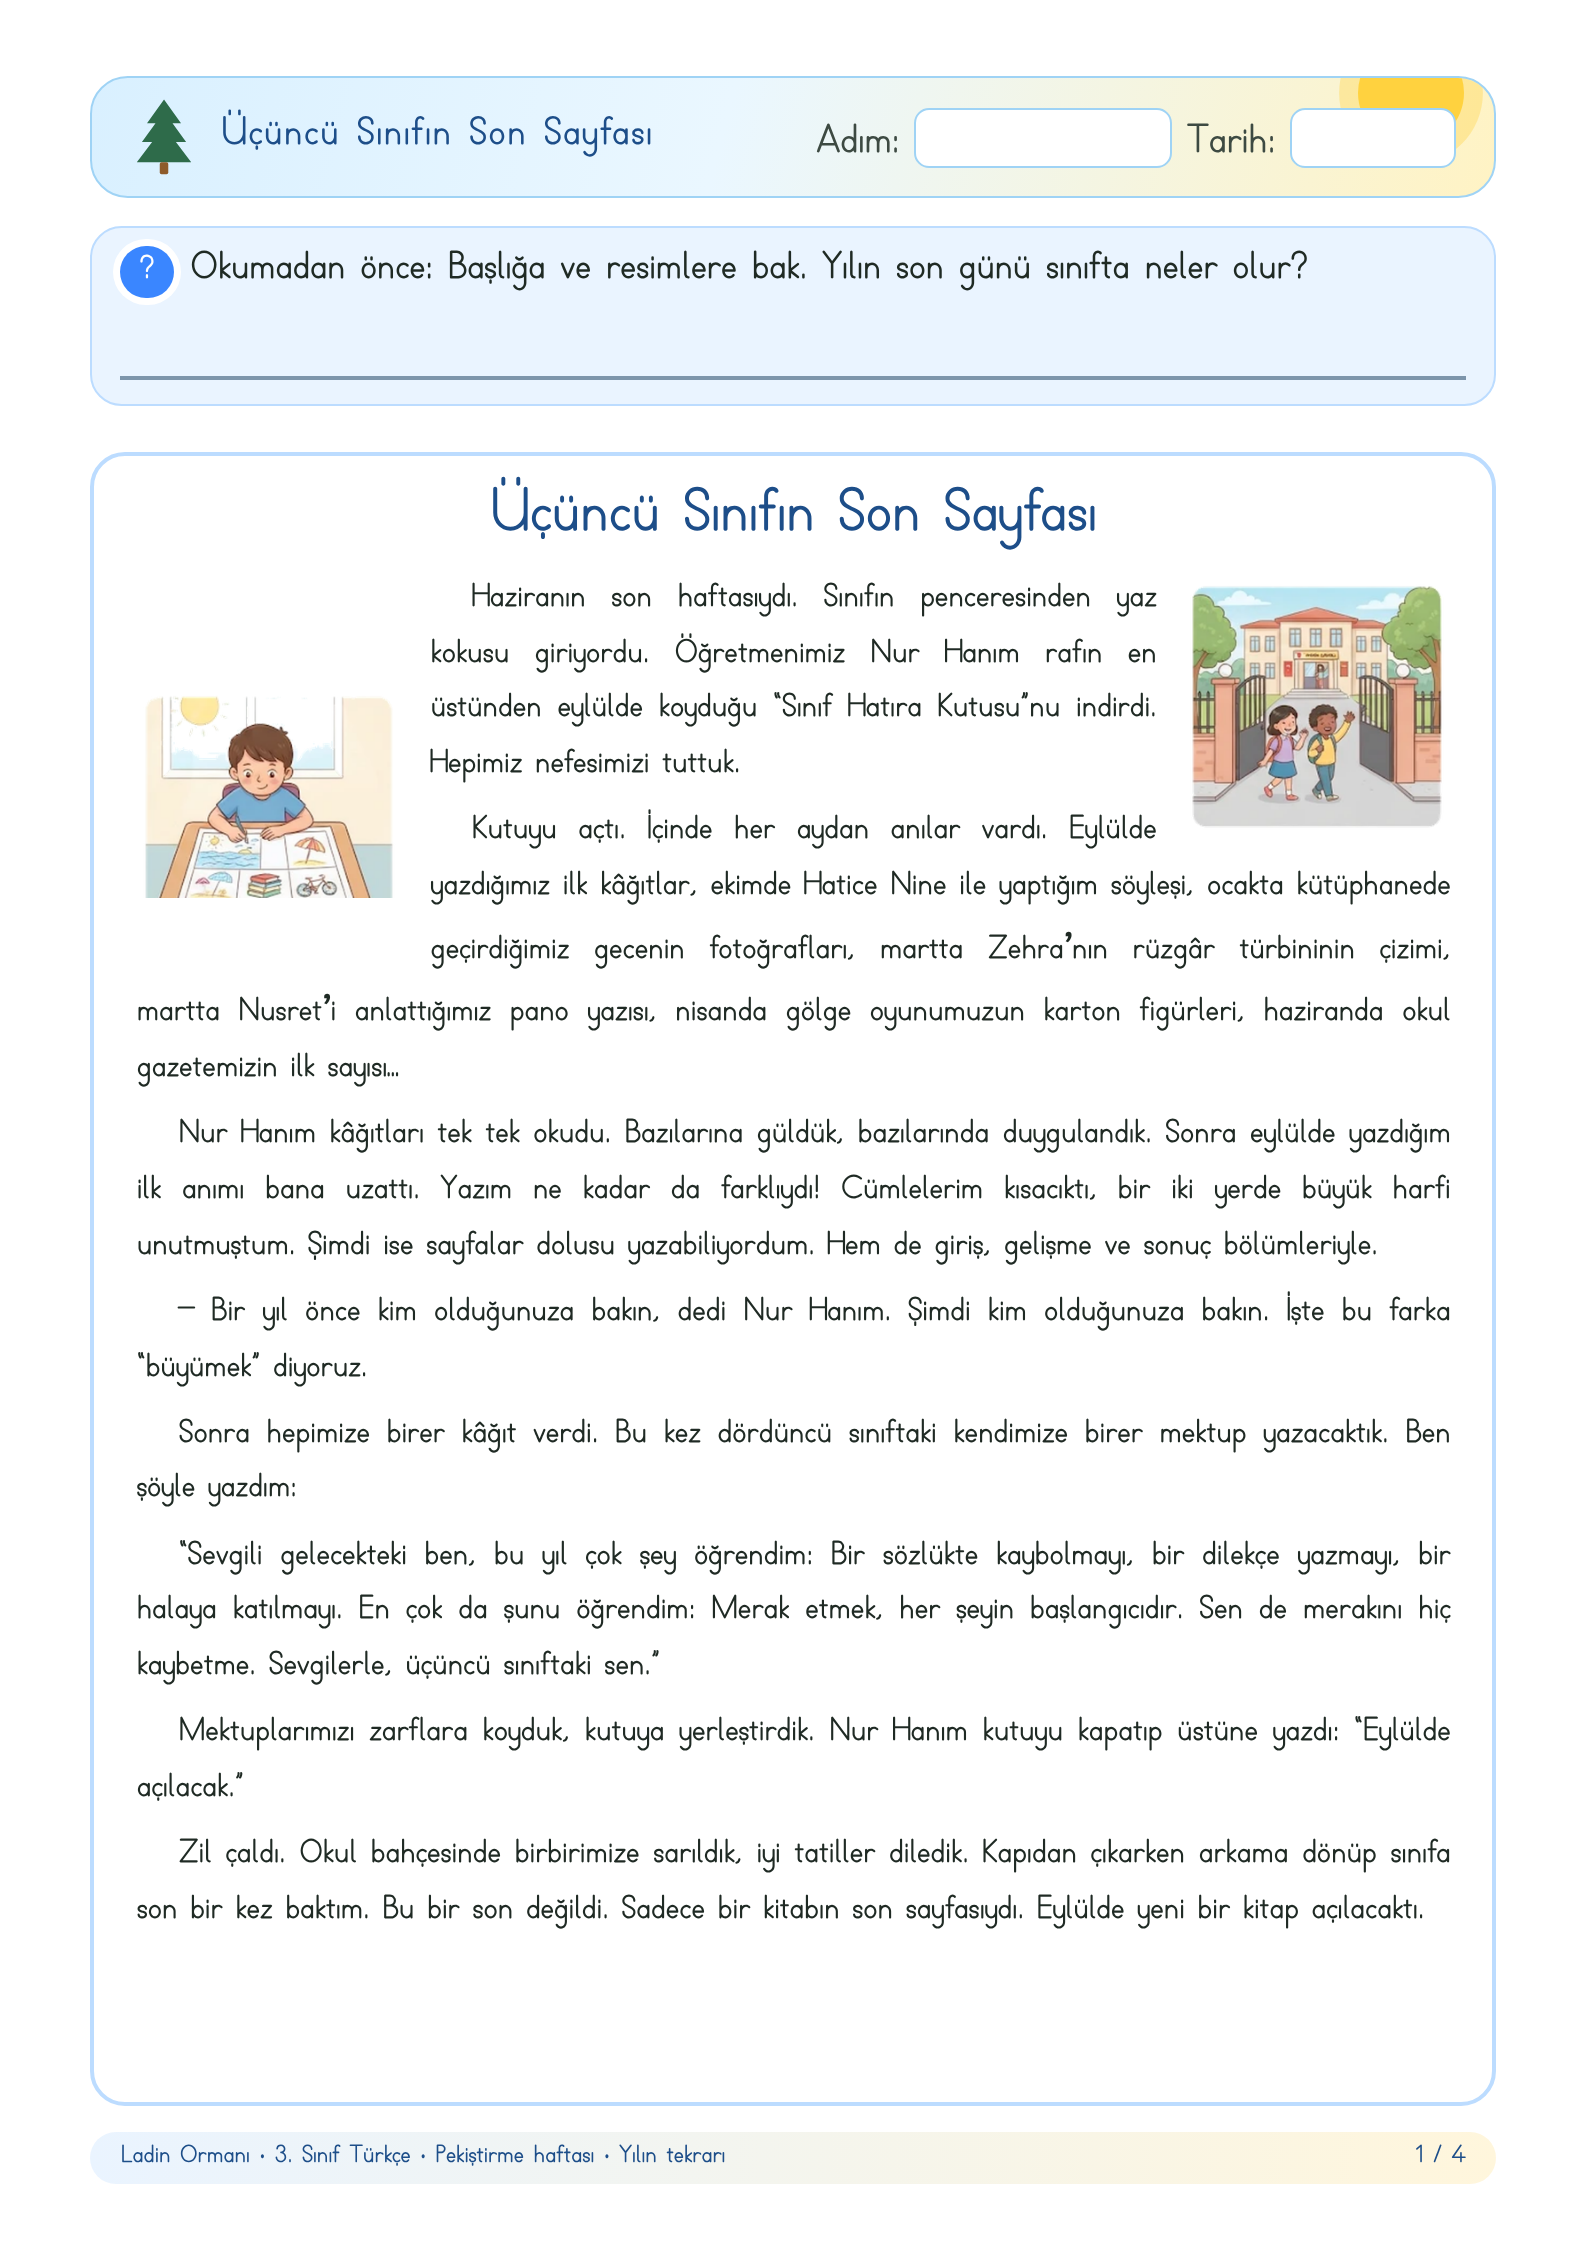 Üçüncü Sınıfın Son Sayfası
Adım:
Tarih:
?
Okumadan önce: Başlığa ve resimlere bak. Yılın son günü sınıfta neler olur?
Üçüncü Sınıfın Son Sayfası
Haziranın son haftasıydı. Sınıfın penceresinden yaz
kokusu giriyordu. Öğretmenimiz Nur Hanım rafın en
üstünden eylülde koyduğu “Sınıf Hatıra Kutusu”nu indirdi.
Hepimiz nefesimizi tuttuk.
Kutuyu açtı. İçinde her aydan anılar vardı. Eylülde
yazdığımız ilk kâğıtlar, ekimde Hatice Nine ile yaptığım söyleşi, ocakta kütüphanede
geçirdiğimiz gecenin fotoğrafları, martta Zehra’nın rüzgâr türbininin çizimi,
martta Nusret’i anlattığımız pano yazısı, nisanda gölge oyunumuzun karton figürleri, haziranda okul
gazetemizin ilk sayısı...
Nur Hanım kâğıtları tek tek okudu. Bazılarına güldük, bazılarında duygulandık. Sonra eylülde yazdığım
ilk anımı bana uzattı. Yazım ne kadar da farklıydı! Cümlelerim kısacıktı, bir iki yerde büyük harfi
unutmuştum. Şimdi ise sayfalar dolusu yazabiliyordum. Hem de giriş, gelişme ve sonuç bölümleriyle.
– Bir yıl önce kim olduğunuza bakın, dedi Nur Hanım. Şimdi kim olduğunuza bakın. İşte bu farka
“büyümek” diyoruz.
Sonra hepimize birer kâğıt verdi. Bu kez dördüncü sınıftaki kendimize birer mektup yazacaktık. Ben
şöyle yazdım:
“Sevgili gelecekteki ben, bu yıl çok şey öğrendim: Bir sözlükte kaybolmayı, bir dilekçe yazmayı, bir
halaya katılmayı. En çok da şunu öğrendim: Merak etmek, her şeyin başlangıcıdır. Sen de merakını hiç
kaybetme. Sevgilerle, üçüncü sınıftaki sen.”
Mektuplarımızı zarflara koyduk, kutuya yerleştirdik. Nur Hanım kutuyu kapatıp üstüne yazdı: “Eylülde
açılacak.”
Zil çaldı. Okul bahçesinde birbirimize sarıldık, iyi tatiller diledik. Kapıdan çıkarken arkama dönüp sınıfa
son bir kez baktım. Bu bir son değildi. Sadece bir kitabın son sayfasıydı. Eylülde yeni bir kitap açılacaktı.
Ladin Ormanı • 3. Sınıf Türkçe • Pekiştirme haftası • Yılın tekrarı
1 / 4